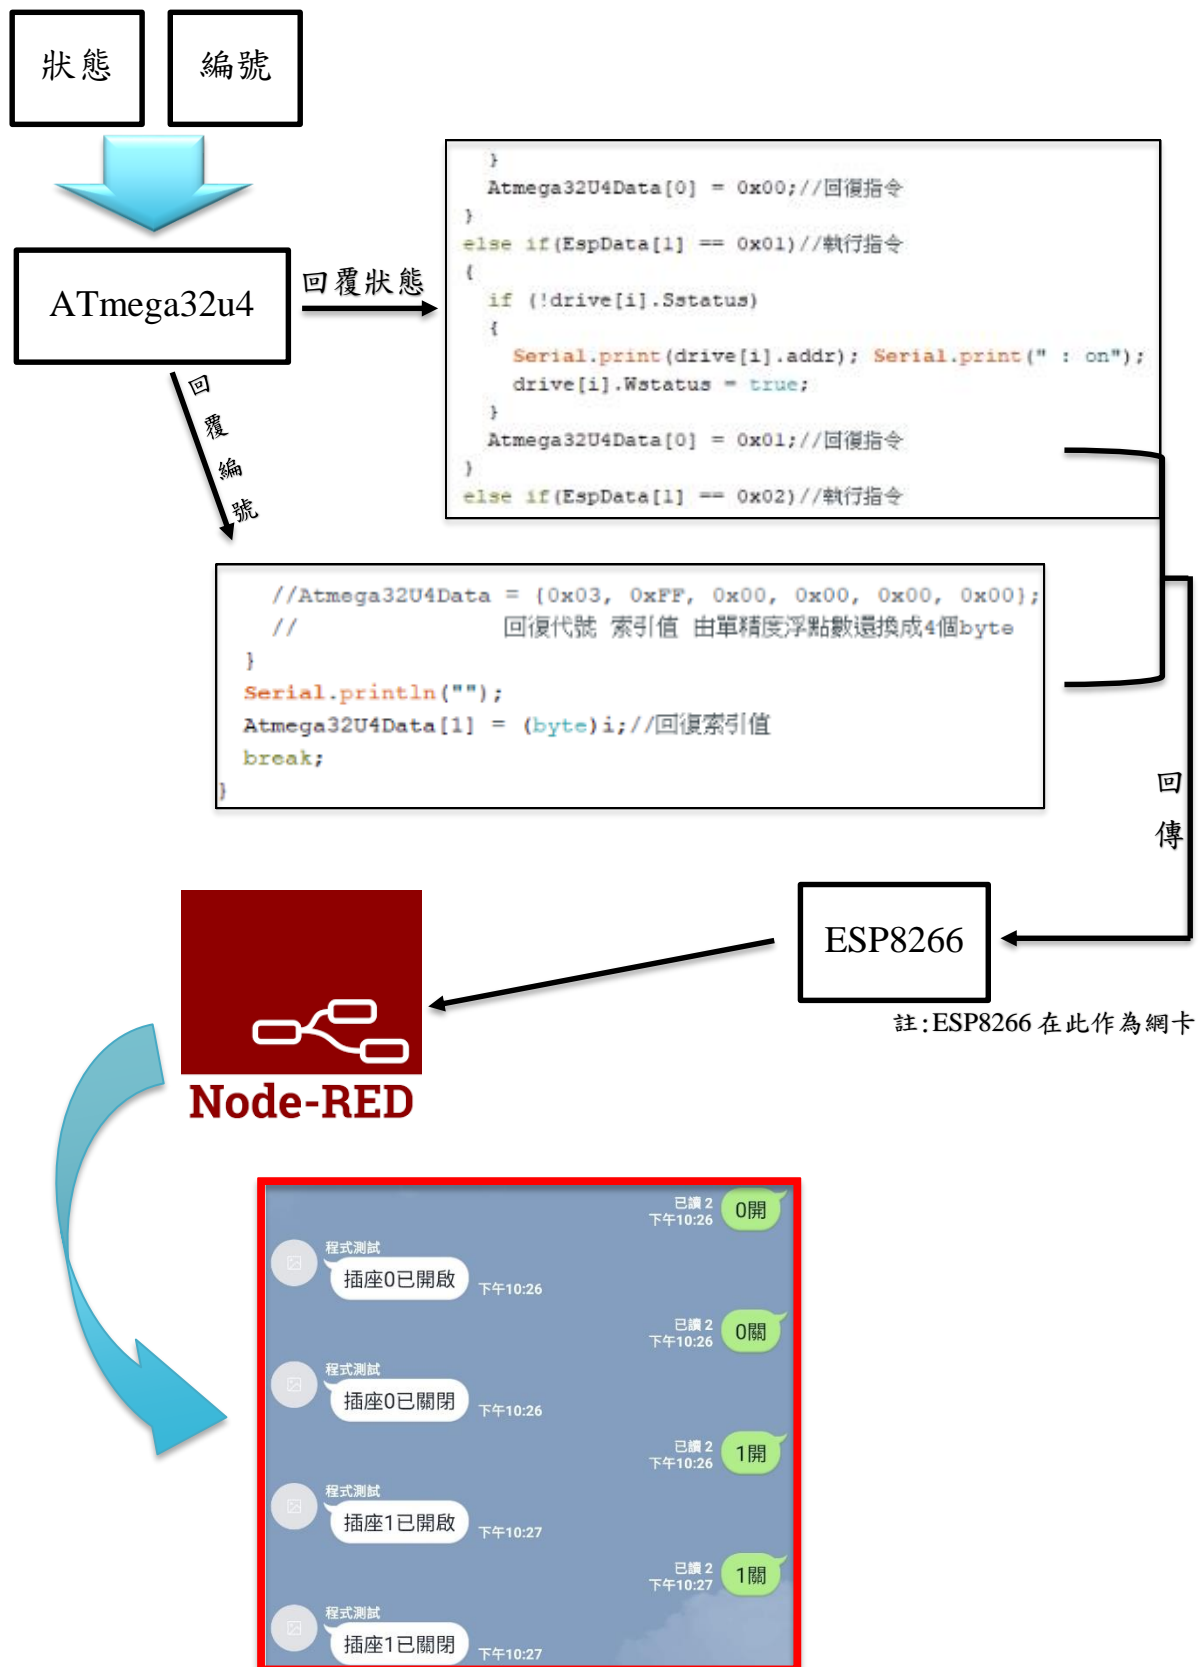 狀態
編號
ATmega32u4
回覆狀態
}
Atmega32U4Data[0] = 0x00;//回復指令
}
else if(EspData[1] == 0x01)//執行指令
{
if (!drive[i].Sstatus)
{
Serial.print(drive[i].addr); Serial.print(" : on");
drive[i].Wstatus = true;
}
Atmega32U4Data[0] = 0x01;//回復指令
}
else if(EspData[1] == 0x02)//執行指令
回覆編號
//Atmega32U4Data = {0x03, 0xFF, 0x00, 0x00, 0x00, 0x00};
// 回復代號 索引值 由單精度浮點數還換成4個byte
}
Serial.println("");
Atmega32U4Data[1] = (byte)i;//回復索引值
break;
}
回傳
ESP8266
註:ESP8266 在此作為網卡
Node-RED
已讀 2
下午10:26
0開
程式測試
插座0已開啟
下午10:26
已讀 2
下午10:26
0關
程式測試
插座0已關閉
下午10:26
已讀 2
下午10:26
1開
程式測試
插座1已開啟
下午10:27
已讀 2
下午10:27
1關
程式測試
插座1已關閉
下午10:27